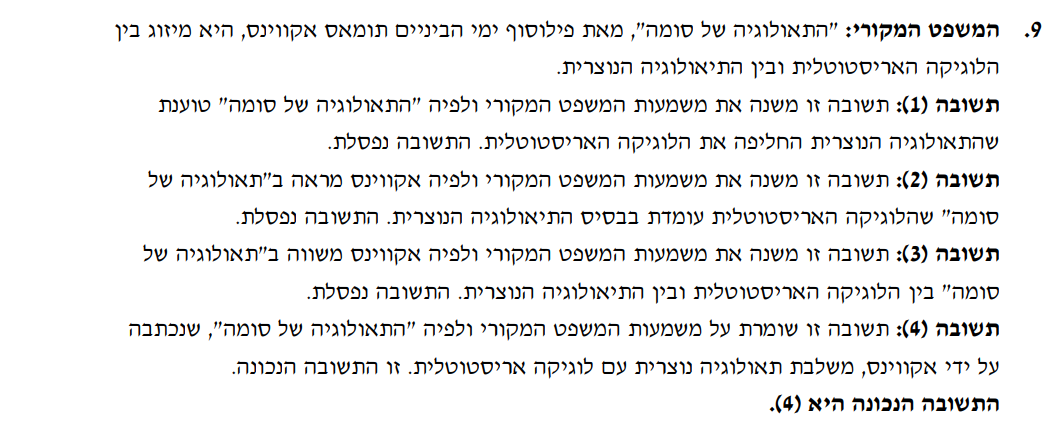 9. המשפט המקורי: "התאולוגיה של סומה", מאת פילוסוף ימי הביניים תומאס אקווינס, היא מיזוג בין
הלוגיקה האריסטוטלית ובין התיאולוגיה הנוצרית.
תשובה (1): תשובה זו משנה את משמעות המשפט המקורי ולפיה "התאולוגיה של סומה" טוענת
שהתאולוגיה הנוצרית החליפה את הלוגיקה האריסטוטלית. התשובה נפסלת.
תשובה (2): תשובה זו משנה את משמעות המשפט המקורי ולפיה אקווינס מראה ב"תאולוגיה של
סומה" שהלוגיקה האריסטוטלית עומדת בבסיס התיאולוגיה הנוצרית. התשובה נפסלת.
תשובה (3): תשובה זו משנה את משמעות המשפט המקורי ולפיה אקווינס משווה ב"תאולוגיה של
סומה" בין הלוגיקה האריסטוטלית ובין התיאולוגיה הנוצרית. התשובה נפסלת.
תשובה (4): תשובה זו שומרת על משמעות המשפט המקורי ולפיה "התאולוגיה של סומה", שנכתבה
על ידי אקווינס, משלבת תאולוגיה נוצרית עם לוגיקה אריסטוטלית. זו התשובה הנכונה.
התשובה הנכונה היא (4).